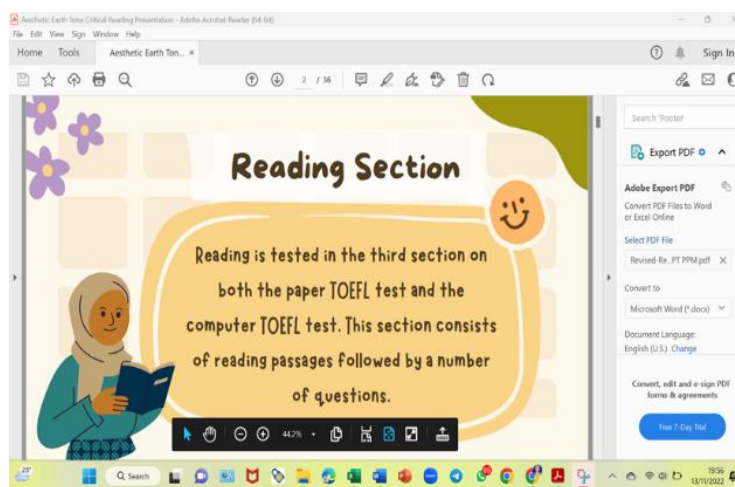 Aesthetic Earth Tone Critical Reading Presentation - Adobe Acrobat Reader (64-bit)
File Edit View Sign Window Help
Home Tools Aesthetic Earth Ton... × Sign In
2 / 36
Search 'Footer'
Reading Section
Export PDF
Adobe Export PDF
Convert PDF Files to Word
or Excel Online
Select PDF File
Revised-Re...PT PPM.pdf X
Convert to
Microsoft Word (*.docx)
Document Language:
English (U.S.) Change
Convert, edit and e-sign PDF
forms & agreements
Free 7-Day Trial
Reading is tested in the third section on
both the paper TOEFL test and the
computer TOEFL test. This section consists
of reading passages followed by a number
of questions.
44,2%
23°
Search
19:56
13/11/2022